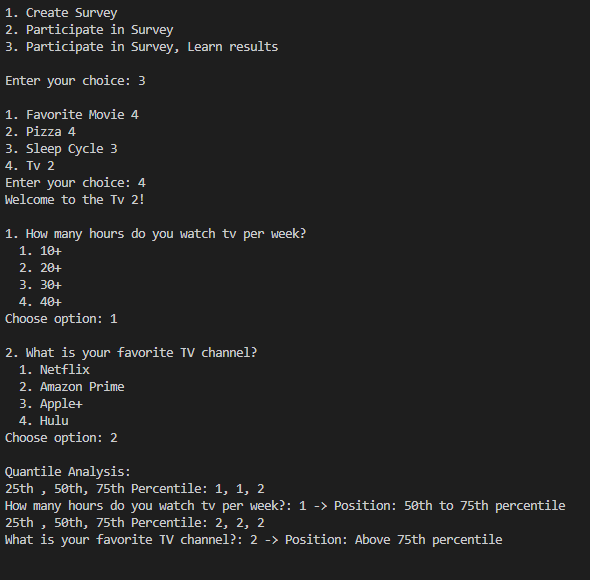 1. Create Survey
2. Participate in Survey
3. Participate in Survey, Learn results
Enter your choice: 3
1. Favorite Movie 4
2. Pizza 4
3. Sleep Cycle 3
4. Tv 2
Enter your choice: 4
Welcome to the Tv 2!
1. How many hours do you watch tv per week?
1. 10+
2. 20+
3. 30+
4. 40+
Choose option: 1
2. What is your favorite TV channel?
1. Netflix
2. Amazon Prime
3. Apple+
4. Hulu
Choose option: 2
Quantile Analysis:
25th , 50th, 75th Percentile: 1, 1, 2
How many hours do you watch tv per week?: 1 -> Position: 50th to 75th percentile
25th , 50th, 75th Percentile: 2, 2, 2
What is your favorite TV channel?: 2 -> Position: Above 75th percentile